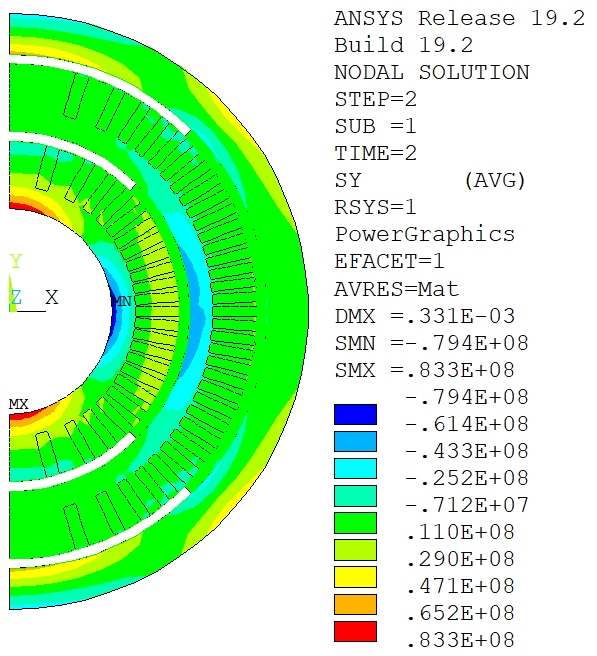 ANSYS Release 19.2
Build 19.2
NODAL SOLUTION
STEP=2
SUB =1
TIME=2
SY (AVG)
RSYS=1
PowerGraphics
EFACET=1
AVRES=Mat
DMX =.331E-03
SMN =-.794E+08
SMX =.833E+08
-.794E+08
-.614E+08
-.433E+08
-.252E+08
-.712E+07
.110E+08
.290E+08
.471E+08
.652E+08
.833E+08
Y
Z X
MN
MX